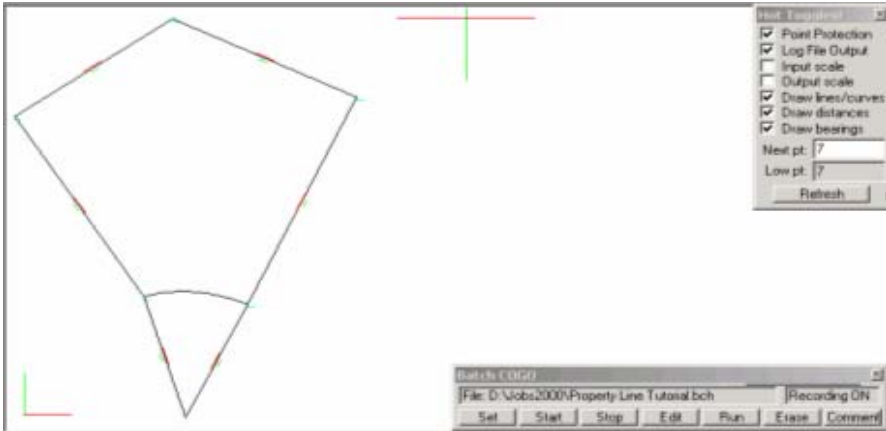 Hot Toggles!
Point Protection
Log File Output
Input scale
Output scale
Draw lines/curves
Draw distances
Draw bearings
Next pt: 7
Low pt: 7
Refresh
Batch COGO
File: D:\Jobs2000\Property Line Tutorial.bch Recording ON
Set Start Stop Edit Run Erase Comment